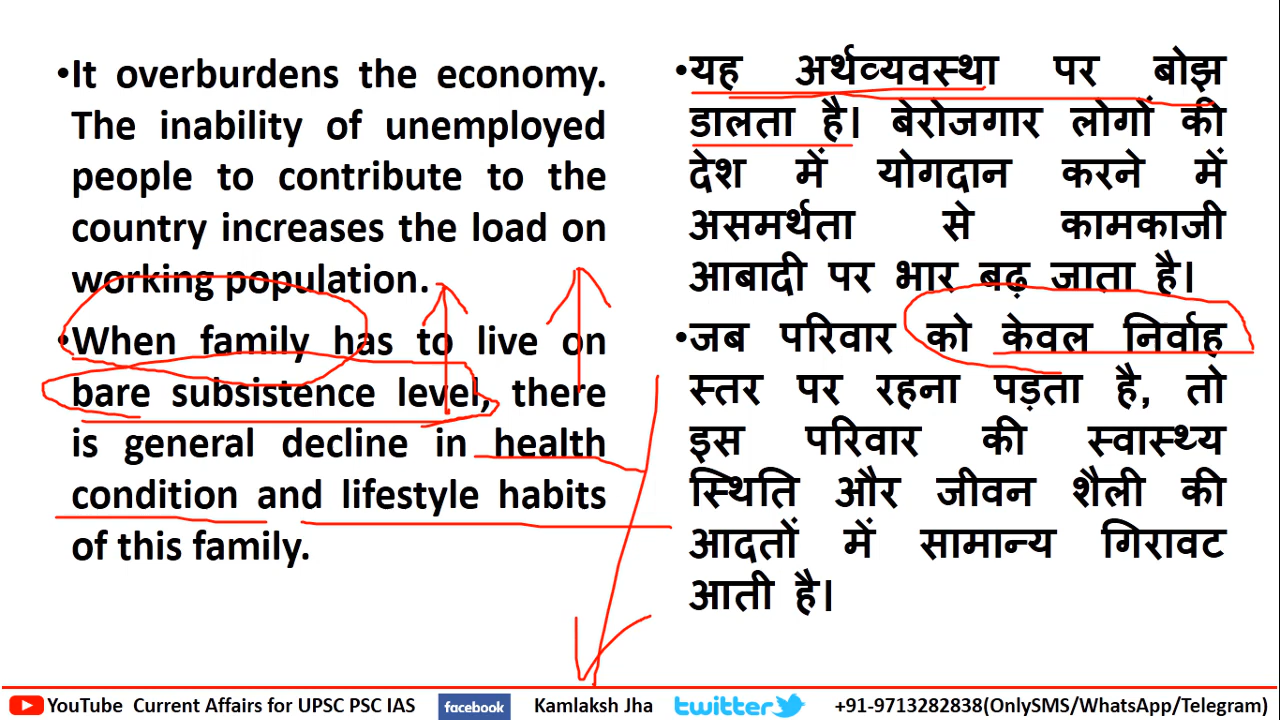 •It overburdens the economy.
The inability of unemployed
people to contribute to the
country increases the load on
working population.
•When family has to live on
bare subsistence level, there
is general decline in health
condition and lifestyle habits
of this family.
•यह अर्थव्यवस्था पर बोझ
डालता है। बेरोजगार लोगों की
देश में योगदान करने में
असमर्थता से कामकाजी
आबादी पर भार बढ़ जाता है।
•जब परिवार को केवल निर्वाह
स्तर पर रहना पड़ता है, तो
इस परिवार की स्वास्थ्य
स्थिति और जीवन शैली की
आदतों में सामान्य गिरावट
आती है।
YouTube Current Affairs for UPSC PSC IAS facebook Kamlaksh Jha twitter +91-9713282838(OnlySMS/WhatsApp/Telegram)